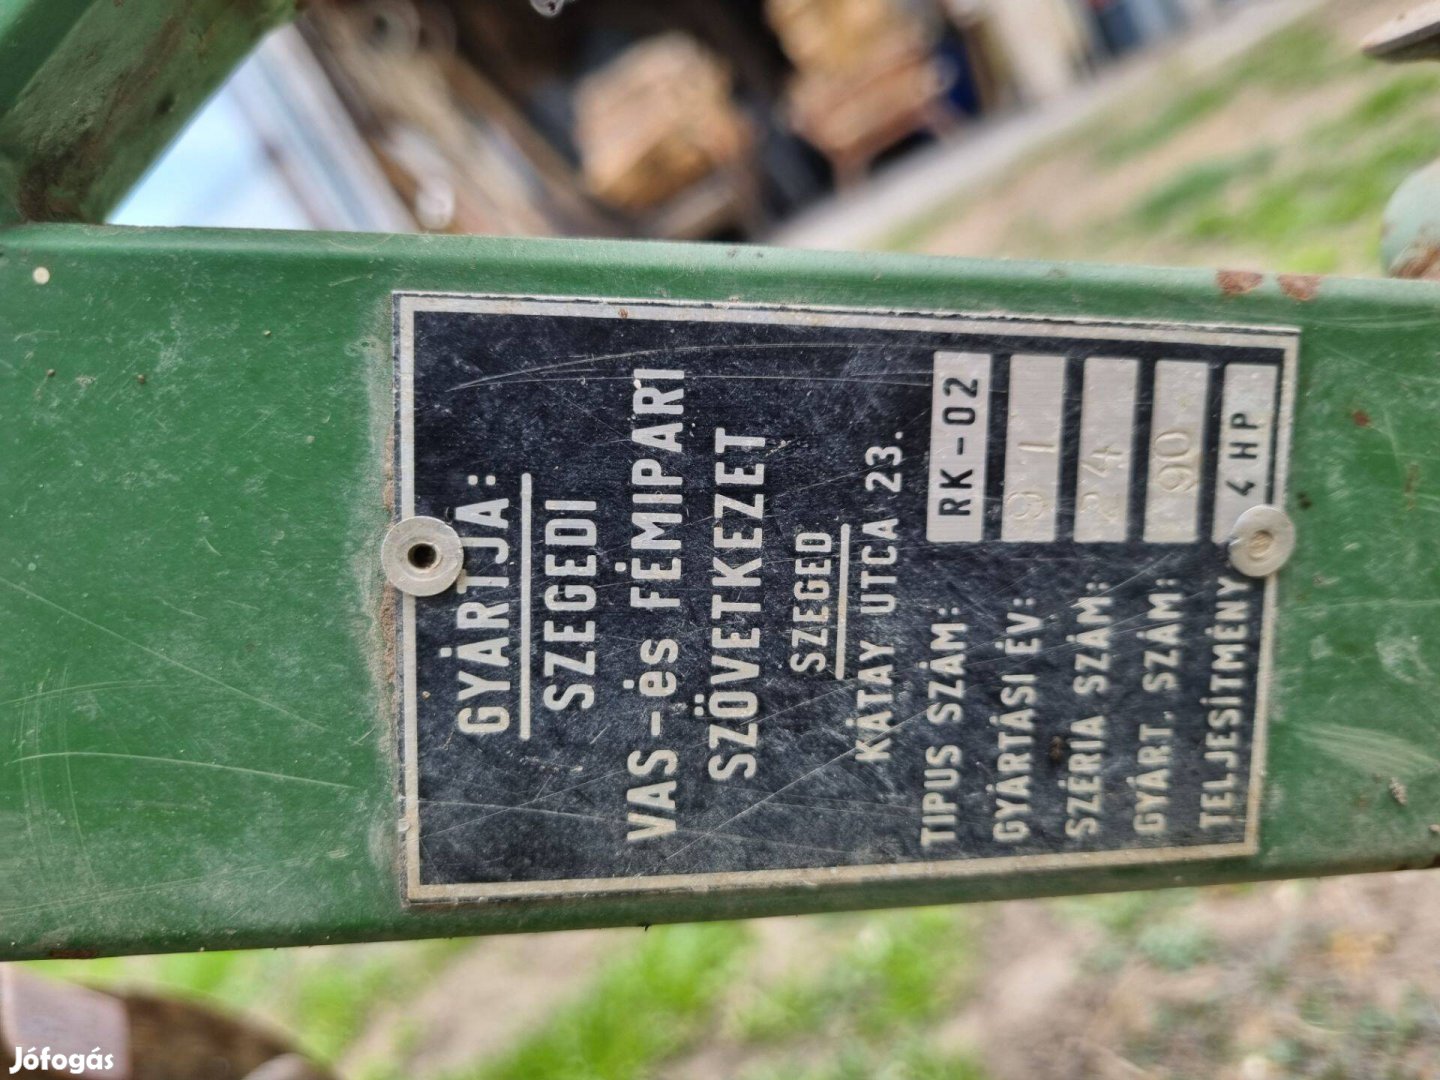 GYÁRTJA:
SZEGEDI
VAS-és FÉMIPARI
SZÖVETKEZET
SZEGED
KÁTAY UTCA 23.
TIPUS SZÁM: RK-02
GYÁRTÁSI ÉV: 91
SZÉRIA SZÁM: 24
GYÁRT. SZÁM: 90
TELJESÍTMÉNY 4 HP
Jófogás